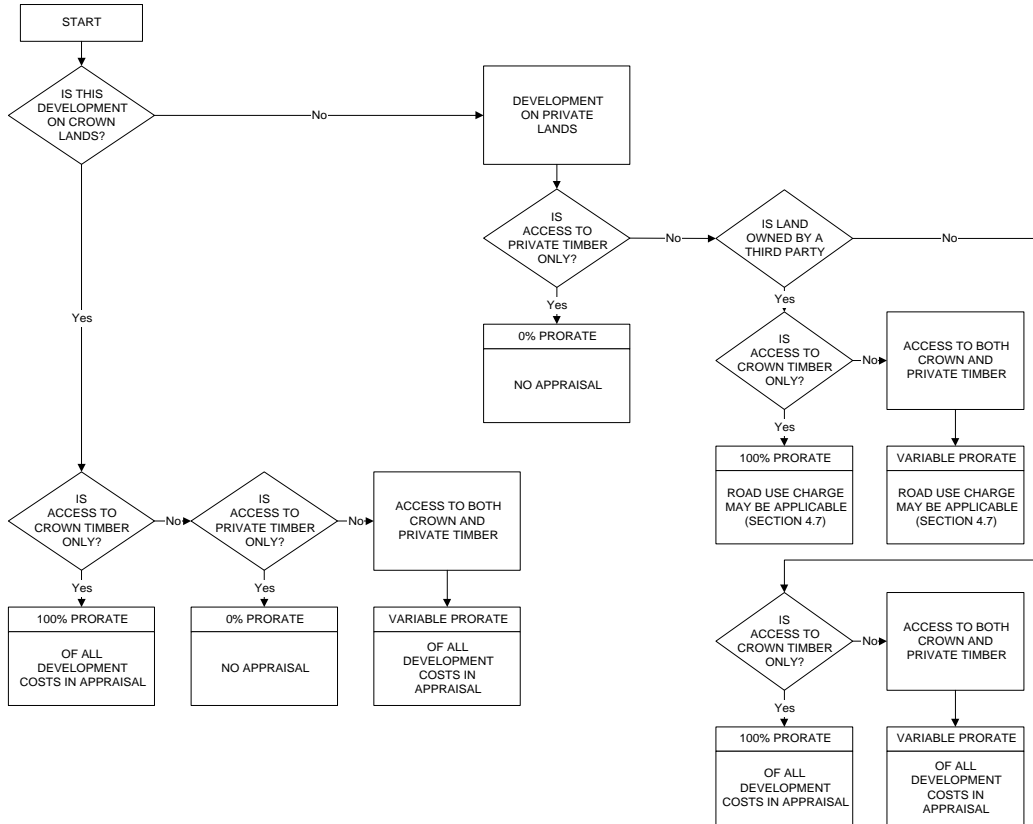 START
IS THIS
DEVELOPMENT
ON CROWN
LANDS?
No
DEVELOPMENT
ON PRIVATE
LANDS
IS
ACCESS TO
PRIVATE TIMBER
ONLY?
No
IS LAND
OWNED BY A
THIRD PARTY
No
Yes
Yes
Yes
0% PRORATE
NO APPRAISAL
IS
ACCESS TO
CROWN TIMBER
ONLY?
No
ACCESS TO BOTH
CROWN AND
PRIVATE TIMBER
Yes
100% PRORATE
ROAD USE CHARGE
MAY BE APPLICABLE
(SECTION 4.7)
VARIABLE PRORATE
ROAD USE CHARGE
MAY BE APPLICABLE
(SECTION 4.7)
IS
ACCESS TO
CROWN TIMBER
ONLY?
No
IS
ACCESS TO
PRIVATE TIMBER
ONLY?
No
ACCESS TO BOTH
CROWN AND
PRIVATE TIMBER
Yes
Yes
100% PRORATE
OF ALL
DEVELOPMENT
COSTS IN APPRAISAL
0% PRORATE
NO APPRAISAL
VARIABLE PRORATE
OF ALL
DEVELOPMENT
COSTS IN
APPRAISAL
IS
ACCESS TO
CROWN TIMBER
ONLY?
No
ACCESS TO BOTH
CROWN AND
PRIVATE TIMBER
Yes
100% PRORATE
OF ALL
DEVELOPMENT
COSTS IN APPRAISAL
VARIABLE PRORATE
OF ALL
DEVELOPMENT
COSTS IN
APPRAISAL